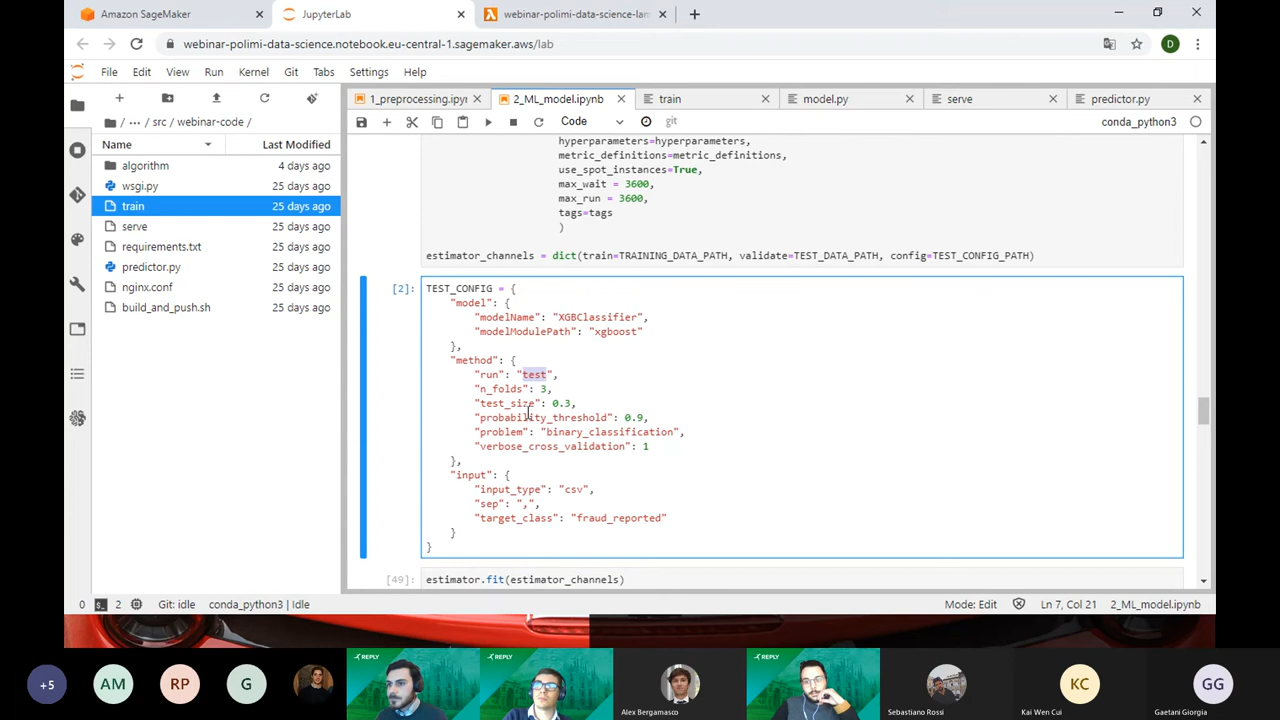 Amazon SageMaker
JupyterLab
webinar-polimi-data-science-lam
webinar-polimi-data-science.notebook.eu-central-1.sagemaker.aws/lab
D
File Edit View Run Kernel Git Tabs Settings Help
1_preprocessing.ipyn
2_ML_model.ipynb
train
model.py
serve
predictor.py
Code
git
conda_python3
/ ... / src / webinar-code /
Name Last Modified
algorithm 4 days ago
wsgi.py 25 days ago
train 25 days ago
serve 25 days ago
requirements.txt 25 days ago
predictor.py 25 days ago
nginx.conf 25 days ago
build_and_push.sh 25 days ago
hyperparameters=hyperparameters,
metric_definitions=metric_definitions,
use_spot_instances=True,
max_wait = 3600,
max_run = 3600,
tags=tags
)
estimator_channels = dict(train=TRAINING_DATA_PATH, validate=TEST_DATA_PATH, config=TEST_CONFIG_PATH)
[2]: TEST_CONFIG = {
"model": {
"modelName": "XGBClassifier",
"modelModulePath": "xgboost"
},
"method": {
"run": "test",
"n_folds": 3,
"test_size": 0.3,
"probability_threshold": 0.9,
"problem": "binary_classification",
"verbose_cross_validation": 1
},
"input": {
"input_type": "csv",
"sep": ",",
"target_class": "fraud_reported"
}
}
[49]: estimator.fit(estimator_channels)
0 2 Git: idle conda_python3 | Idle Mode: Edit Ln 7, Col 21 2_ML_model.ipynb
+5
AM
RP
G
REPLY
REPLY
Alex Bergamasco
REPLY
Sebastiano Rossi
KC
Kai Wen Cui
GG
Gaetani Giorgia